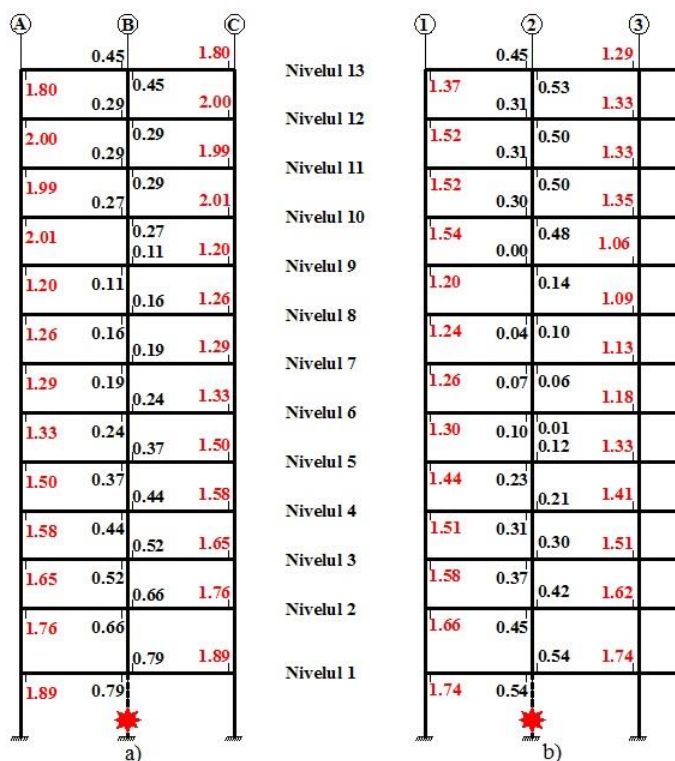 A B C 1 2 3
0.45 1.80 0.45 1.29
Nivelul 13
1.80 0.45 1.37 0.53
0.29 2.00 0.31 1.33
Nivelul 12
2.00 0.29 1.52 0.50
0.29 1.99 0.31 1.33
Nivelul 11
1.99 0.29 1.52 0.50
0.27 2.01 0.30 1.35
Nivelul 10
2.01 0.27 1.54 0.48
0.11 1.20 0.00 1.06
Nivelul 9
1.20 0.11 1.20 0.14
0.16 1.26 1.09
Nivelul 8
1.26 0.16 1.24 0.04 0.10
0.19 1.29 1.13
Nivelul 7
1.29 0.19 1.26 0.07 0.06
0.24 1.33 1.18
Nivelul 6
1.33 0.24 1.30 0.10 0.01
0.37 1.50 0.12 1.33
Nivelul 5
1.50 0.37 1.44 0.23
0.44 1.58 0.21 1.41
Nivelul 4
1.58 0.44 1.51 0.31
0.52 1.65 0.30 1.51
Nivelul 3
1.65 0.52 1.58 0.37
0.66 1.76 0.42 1.62
Nivelul 2
1.76 0.66 1.66 0.45
0.79 1.89 0.54 1.74
Nivelul 1
1.89 0.79 1.74 0.54
a) b)